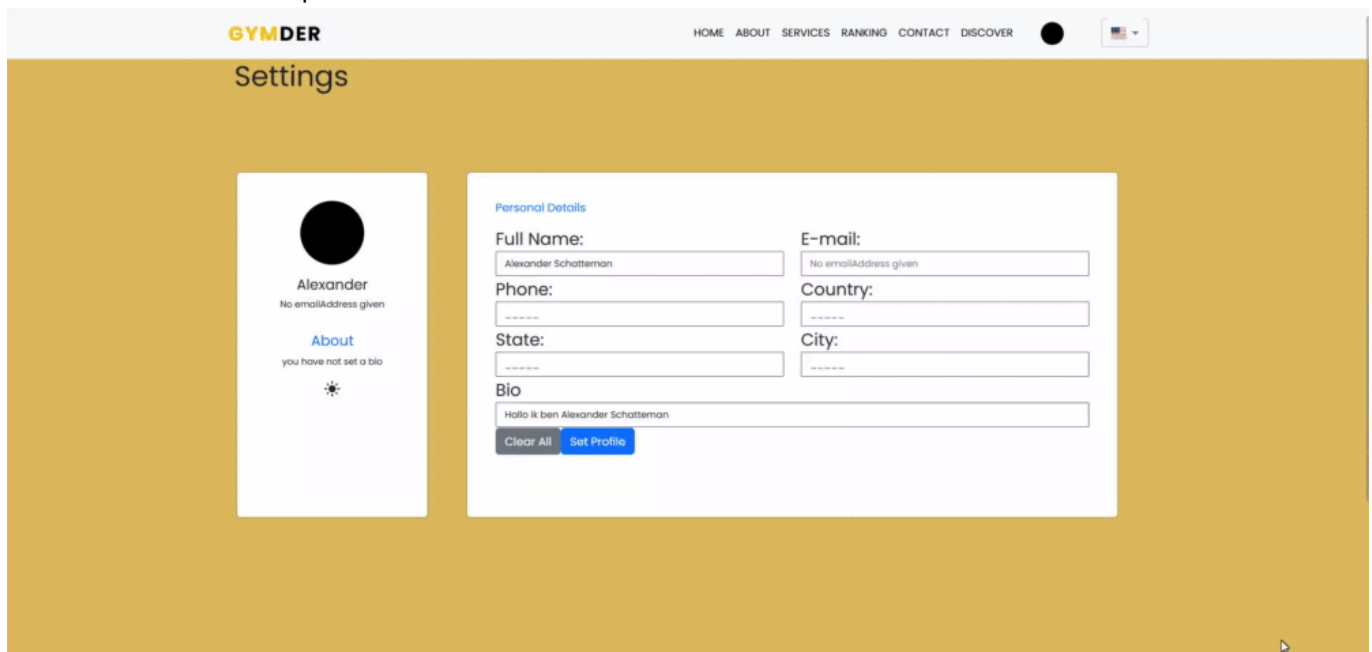 GYMDER HOME ABOUT SERVICES RANKING CONTACT DISCOVER
Settings
Alexander
No emailAddress given
About
you have not set a bio
Personal Details
Full Name: E-mail:
Alexander Schatteman No emailAddress given
Phone: Country:
----- -----
State: City:
----- -----
Bio
Hallo ik ben Alexander Schatteman
Clear All Set Profile